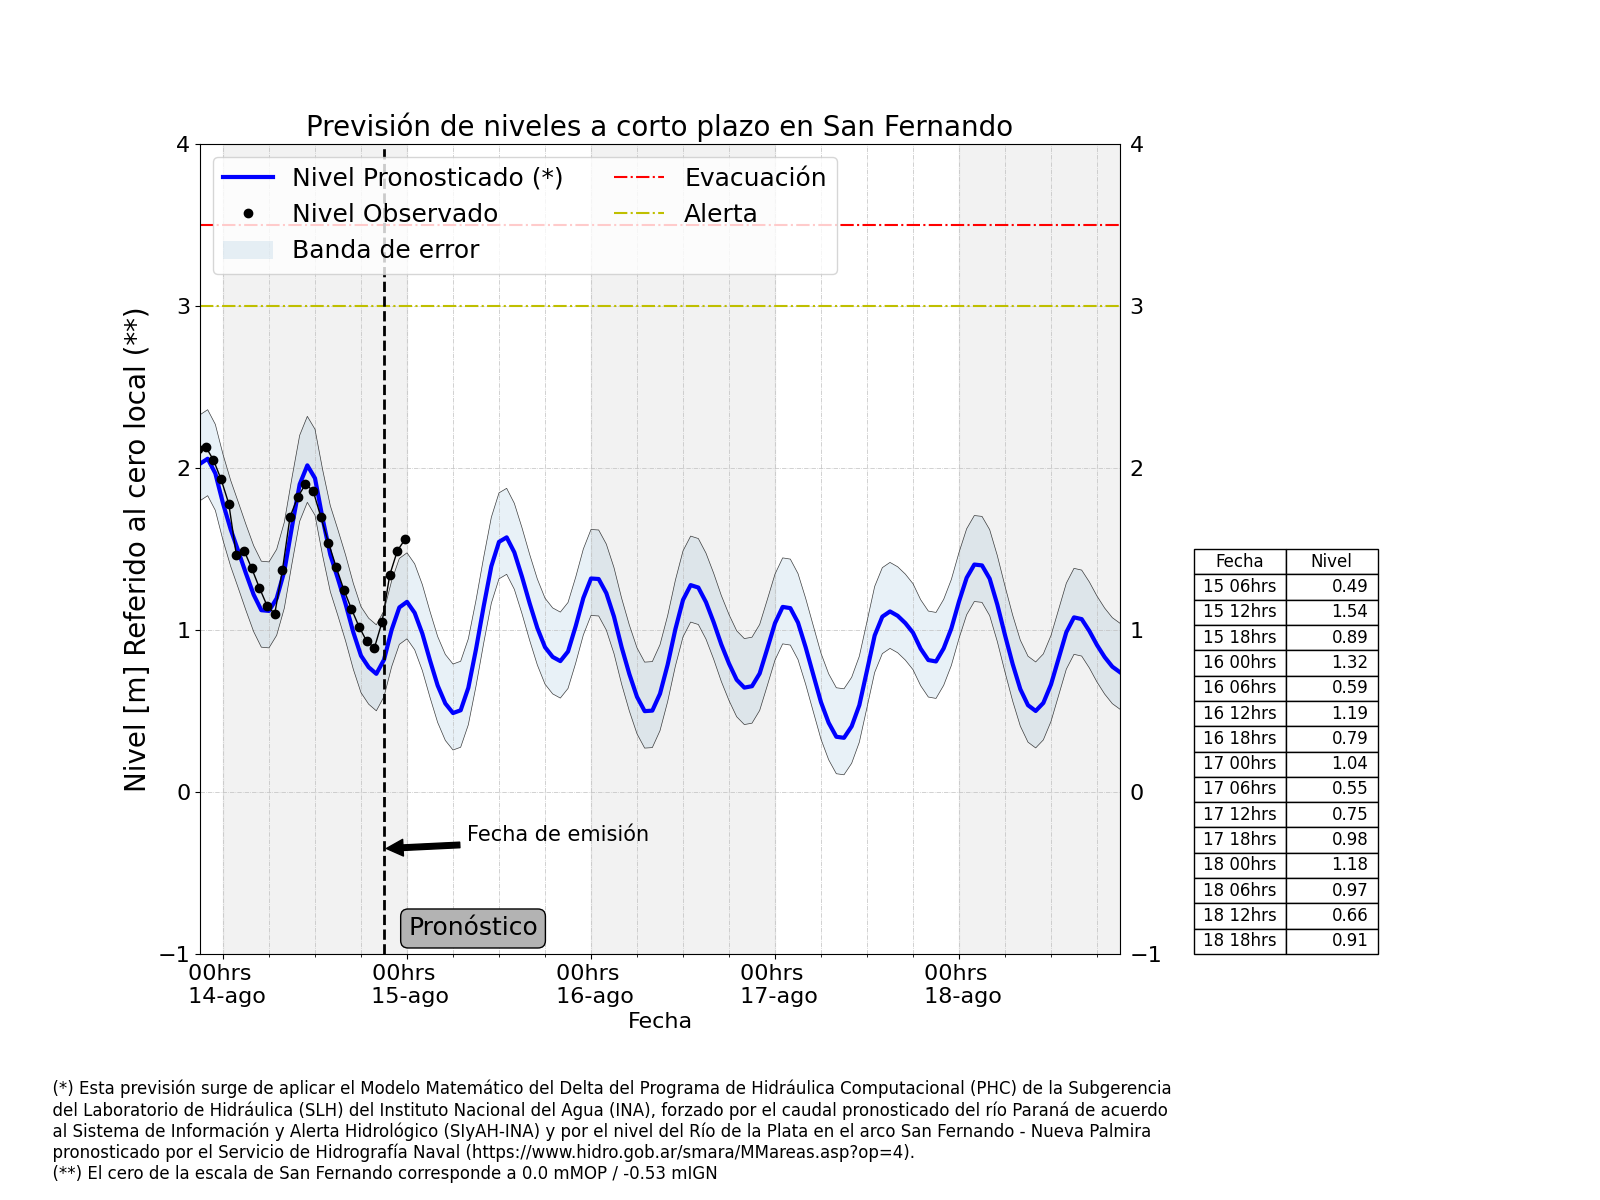 Previsión de niveles a corto plazo en San Fernando
4
3
2
1
0
−1
Nivel [m] Referido al cero local (**)
Nivel Pronosticado (*)
Nivel Observado
Banda de error
Evacuación
Alerta
4
3
2
1
0
−1
Fecha de emisión
Pronóstico
00hrs
14-ago
00hrs
15-ago
00hrs
16-ago
00hrs
17-ago
00hrs
18-ago
Fecha
Fecha Nivel
15 06hrs 0.49
15 12hrs 1.54
15 18hrs 0.89
16 00hrs 1.32
16 06hrs 0.59
16 12hrs 1.19
16 18hrs 0.79
17 00hrs 1.04
17 06hrs 0.55
17 12hrs 0.75
17 18hrs 0.98
18 00hrs 1.18
18 06hrs 0.97
18 12hrs 0.66
18 18hrs 0.91
(*) Esta previsión surge de aplicar el Modelo Matemático del Delta del Programa de Hidráulica Computacional (PHC) de la Subgerencia
del Laboratorio de Hidráulica (SLH) del Instituto Nacional del Agua (INA), forzado por el caudal pronosticado del río Paraná de acuerdo
al Sistema de Información y Alerta Hidrológico (SIyAH-INA) y por el nivel del Río de la Plata en el arco San Fernando - Nueva Palmira
pronosticado por el Servicio de Hidrografía Naval (https://www.hidro.gob.ar/smara/MMareas.asp?op=4).
(**) El cero de la escala de San Fernando corresponde a 0.0 mMOP / -0.53 mIGN